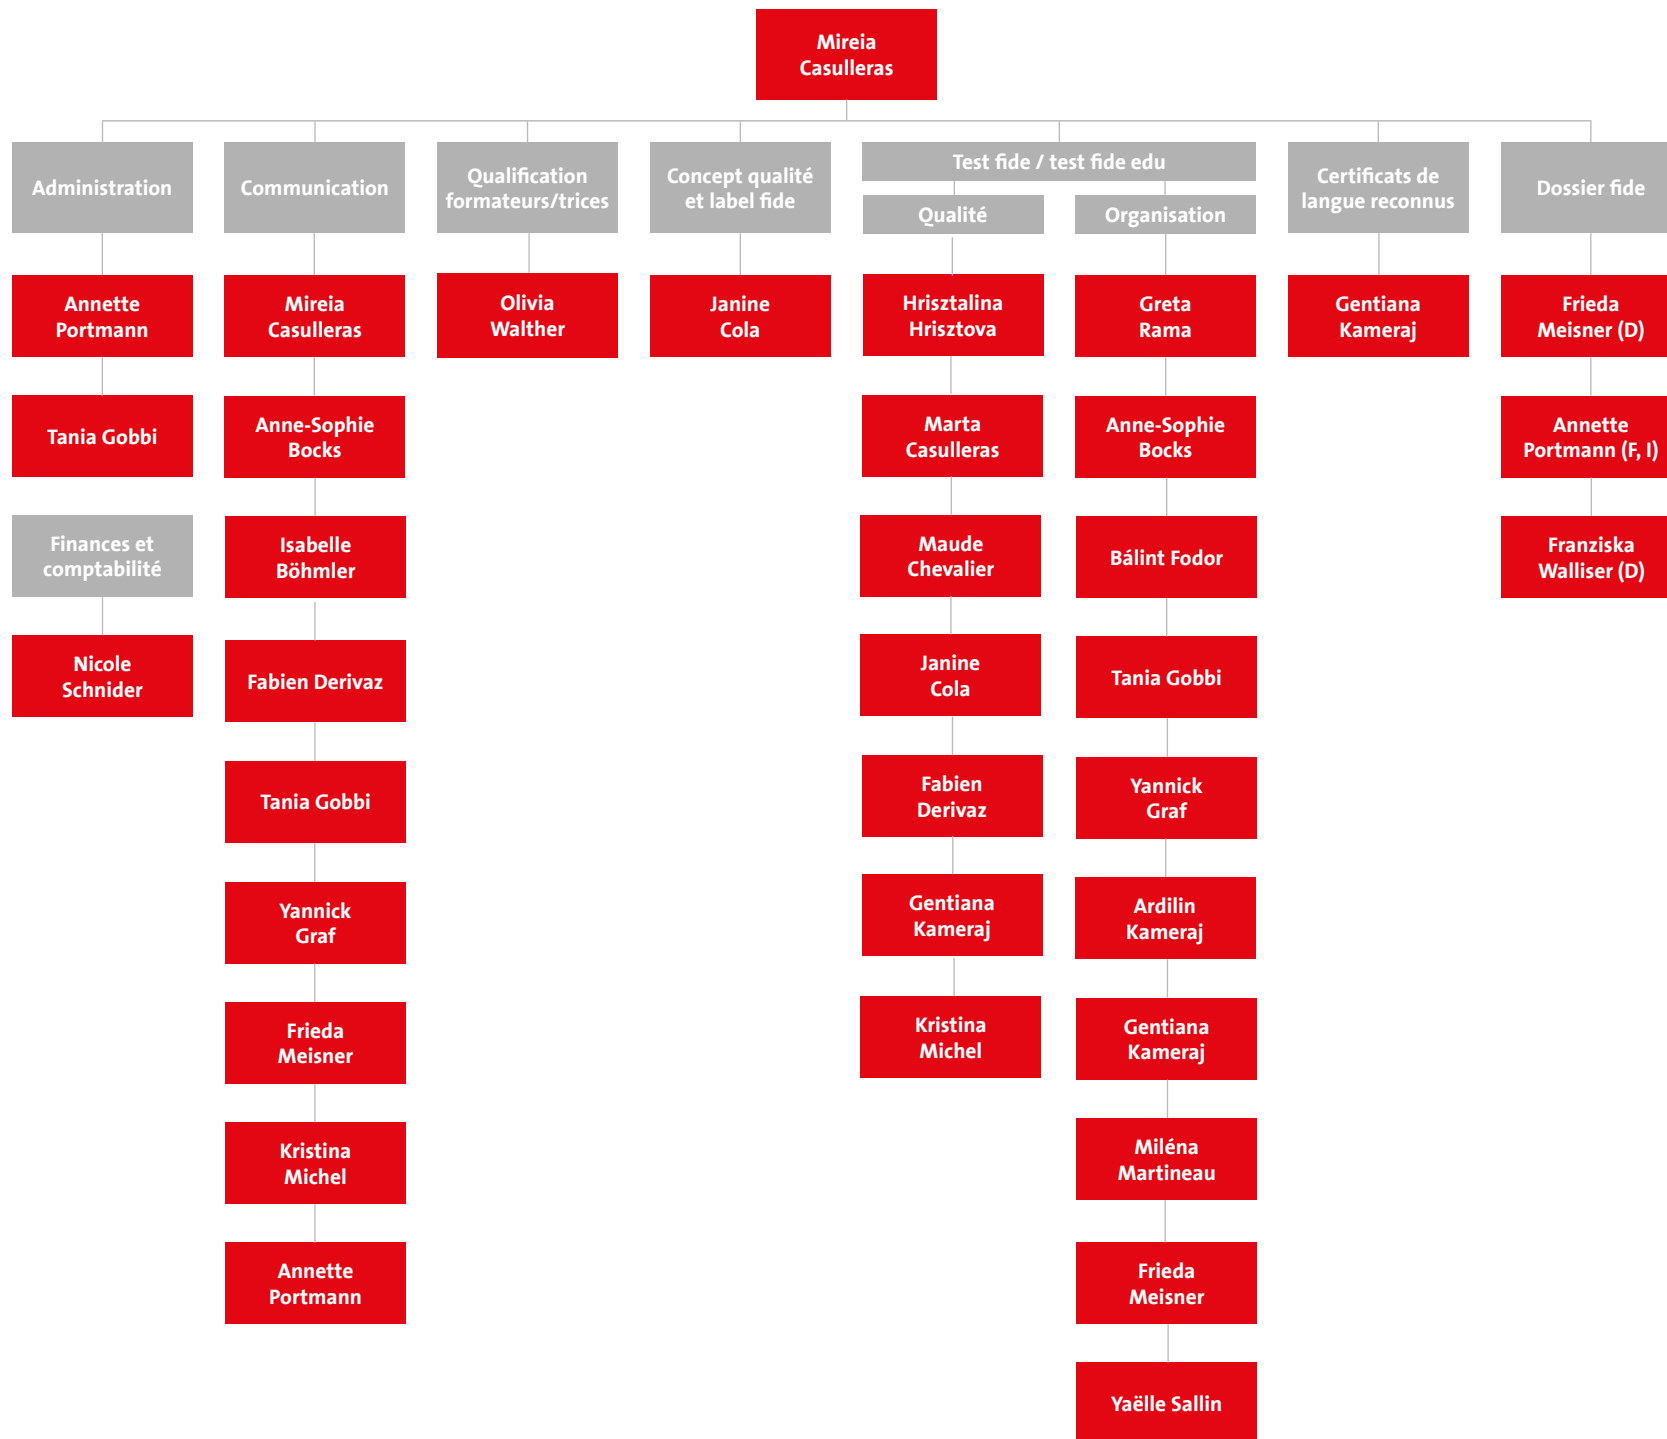 Mireia
Casulleras
Administration
Annette
Portmann
Tania Gobbi
Finances et
comptabilité
Nicole
Schnider
Communication
Mireia
Casulleras
Anne-Sophie
Bocks
Isabelle
Böhmler
Fabien Derivaz
Tania Gobbi
Yannick
Graf
Frieda
Meisner
Kristina
Michel
Annette
Portmann
Qualification
formateurs/trices
Olivia
Walther
Concept qualité
et label fide
Janine
Cola
Test fide / test fide edu
Qualité
Hrisztalina
Hrisztova
Marta
Casulleras
Maude
Chevalier
Janine
Cola
Fabien
Derivaz
Gentiana
Kameraj
Kristina
Michel
Organisation
Greta
Rama
Anne-Sophie
Bocks
Bálint Fodor
Tania Gobbi
Yannick
Graf
Ardilin
Kameraj
Gentiana
Kameraj
Miléna
Martineau
Frieda
Meisner
Yaëlle Sallin
Certificats de
langue reconnus
Gentiana
Kameraj
Dossier fide
Frieda
Meisner (D)
Annette
Portmann (F, I)
Franziska
Walliser (D)